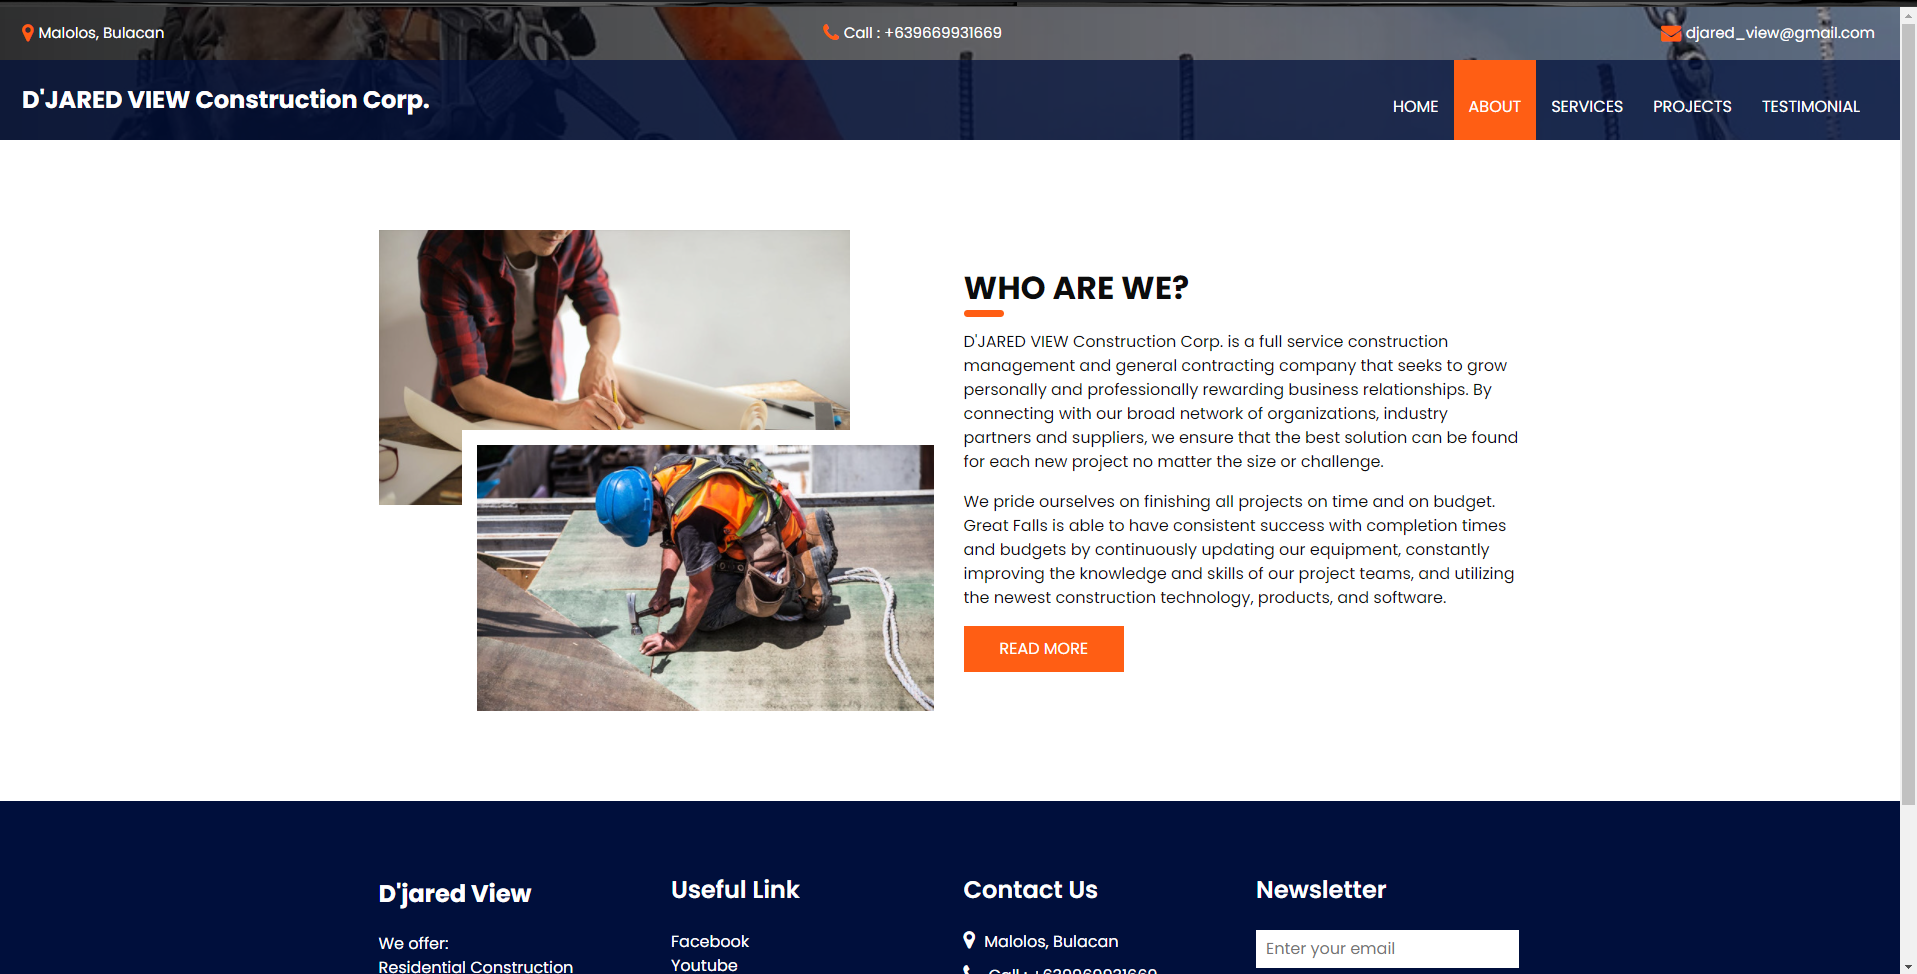 Malolos, Bulacan
Call : +639669931669
djared_view@gmail.com
D'JARED VIEW Construction Corp.
HOME
ABOUT
SERVICES
PROJECTS
TESTIMONIAL
WHO ARE WE?
D'JARED VIEW Construction Corp. is a full service construction
management and general contracting company that seeks to grow
personally and professionally rewarding business relationships. By
connecting with our broad network of organizations, industry
partners and suppliers, we ensure that the best solution can be found
for each new project no matter the size or challenge.
We pride ourselves on finishing all projects on time and on budget.
Great Falls is able to have consistent success with completion times
and budgets by continuously updating our equipment, constantly
improving the knowledge and skills of our project teams, and utilizing
the newest construction technology, products, and software.
READ MORE
D'jared View
We offer:
Residential Construction
Useful Link
Facebook
Youtube
Contact Us
Malolos, Bulacan
Call : +639969931669
Newsletter
Enter your email